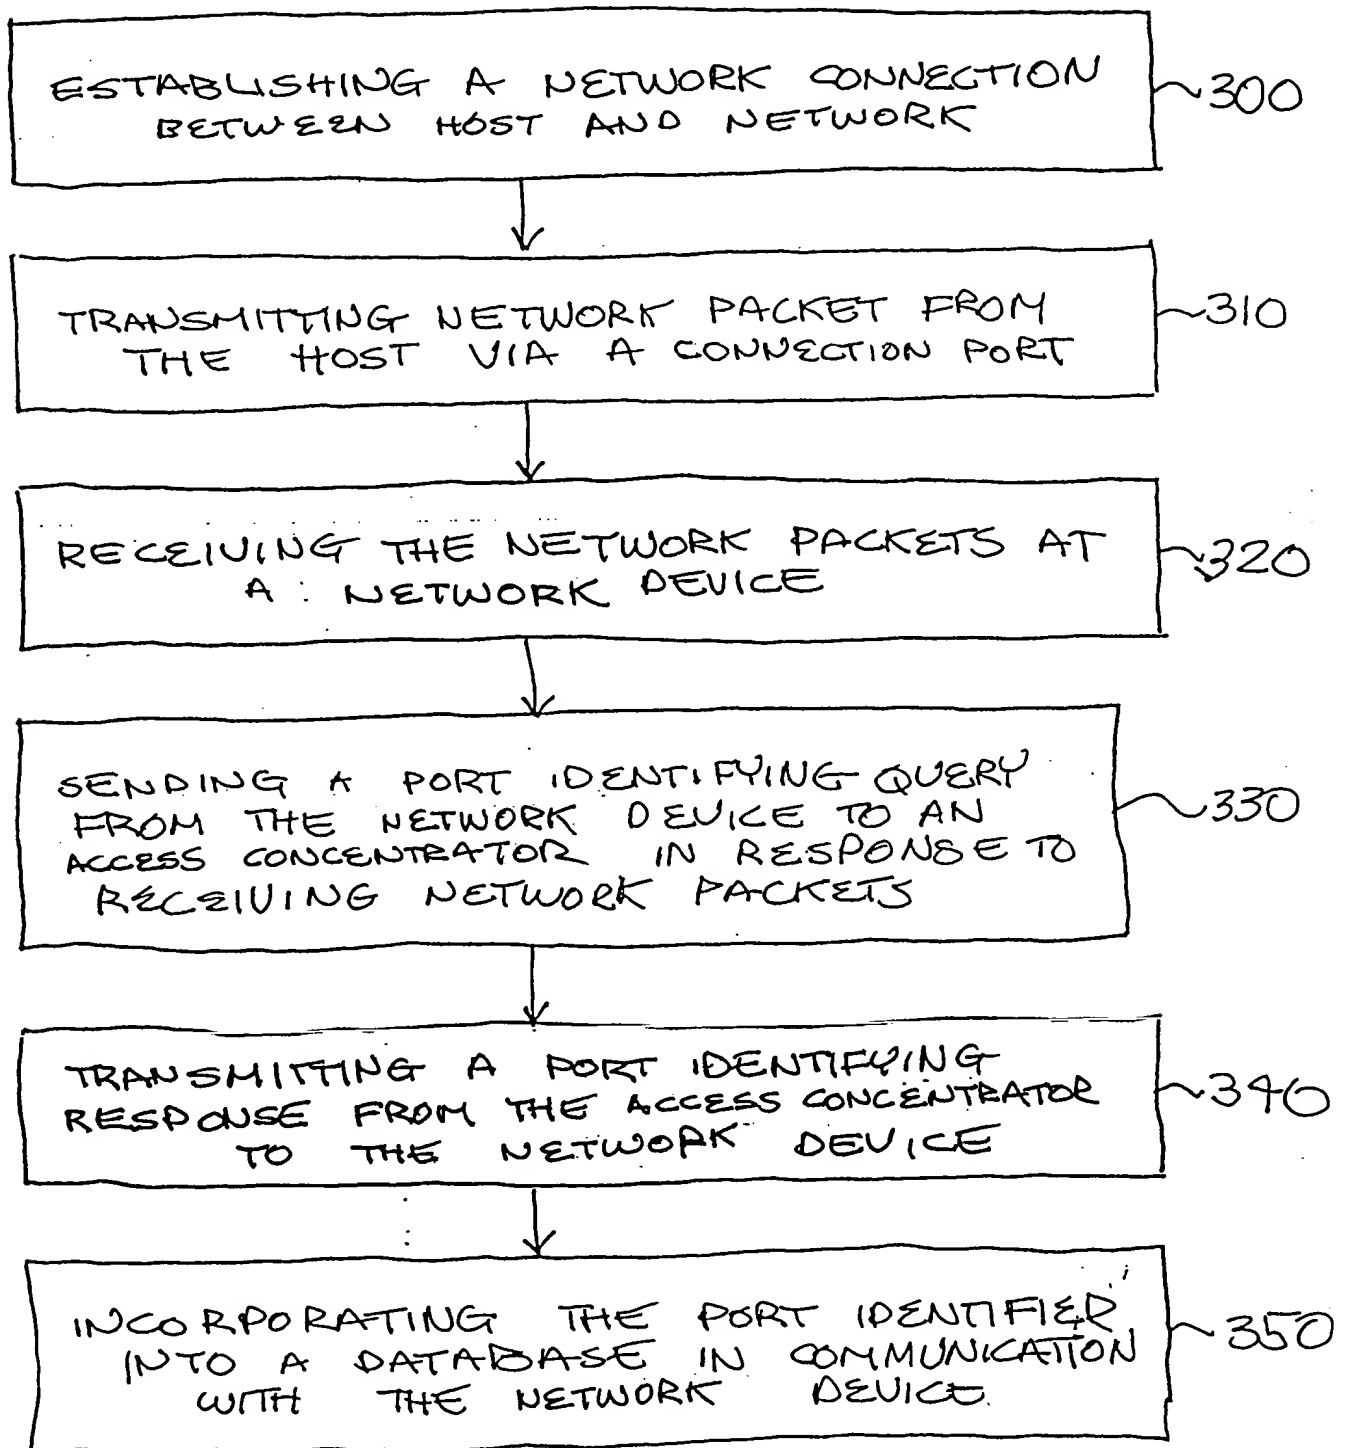 ESTABLISHING A NETWORK CONNECTION
BETWEEN HOST AND NETWORK
300
TRANSMITTING NETWORK PACKET FROM
THE HOST VIA A CONNECTION PORT
310
RECEIVING THE NETWORK PACKETS AT
A NETWORK DEVICE
320
SENDING A PORT IDENTIFYING QUERY
FROM THE NETWORK DEVICE TO AN
ACCESS CONCENTRATOR IN RESPONSE TO
RECEIVING NETWORK PACKETS
330
TRANSMITTING A PORT IDENTIFYING
RESPONSE FROM THE ACCESS CONCENTRATOR
TO THE NETWORK DEVICE
340
INCORPORATING THE PORT IDENTIFIER
INTO A DATABASE IN COMMUNICATION
WITH THE NETWORK DEVICE.
350